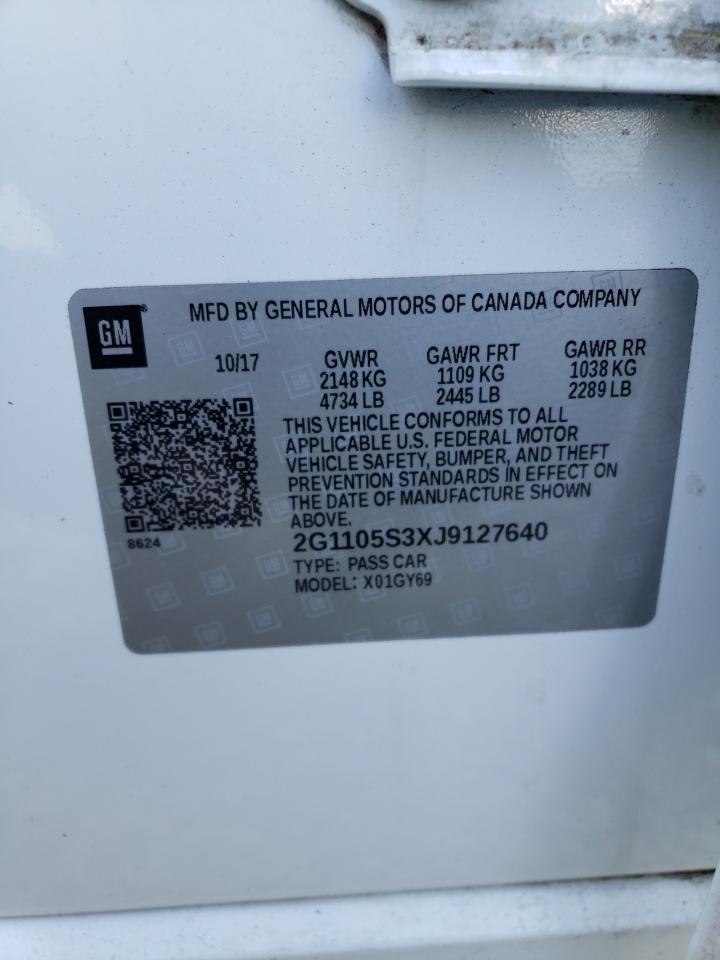 MFD BY GENERAL MOTORS OF CANADA COMPANY
GM
10/17 GVWR GAWR FRT GAWR RR
2148 KG 1109 KG 1038 KG
4734 LB 2445 LB 2289 LB
THIS VEHICLE CONFORMS TO ALL
APPLICABLE U.S. FEDERAL MOTOR
VEHICLE SAFETY, BUMPER, AND THEFT
PREVENTION STANDARDS IN EFFECT ON
THE DATE OF MANUFACTURE SHOWN
ABOVE.
8624
2G1105S3XJ9127640
TYPE: PASS CAR
MODEL: X01GY69